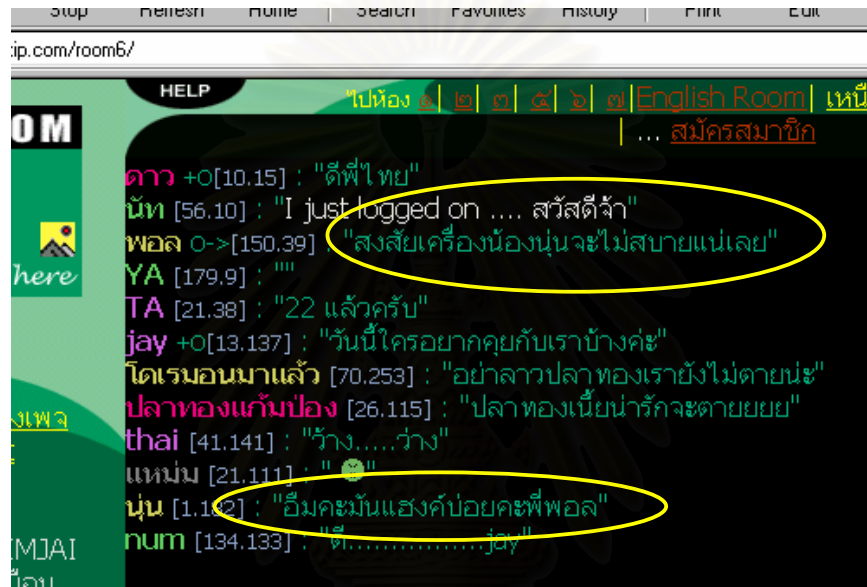 Stop Refresh Home Search Favorites History Print Edit
zip.com/room6/
HELP
ไปห้อง ๑| ๒| ๓| ๕| ๖| ๗|English Room| เหนื
| ... สมัครสมาชิก
OM
here
ดาว +o[10.15] : "ดีพี่ไทย"
นัท [56.10] : "I just logged on .... สวัสดีจ้า"
พอล o->[150.39] : "สงสัยเครื่องน้องนุ่นจะไม่สบายแน่เลย"
YA [179.9] : ""
TA [21.38] : "22 แล้วครับ"
jay +o[13.137] : "วันนี้ใครอยากคุยกับเราบ้างค่ะ"
โดเรมอนมาแล้ว [70.253] : "อย่าลาวปลาทองเรายังไม่ตายน่ะ"
ปลาทองแก้มป่อง [26.115] : "ปลาทองเนี้ยน่ารักจะตายยยย"
thai [41.141] : "ว้าง.....ว่าง"
แหม่ม [21.111] : " "
นุ่น [1.182] : "อืมคะมันแฮงค์บ่อยคะพี่พอล"
num [134.133] : "ดี.................jay"
งเพจ
[M]AI